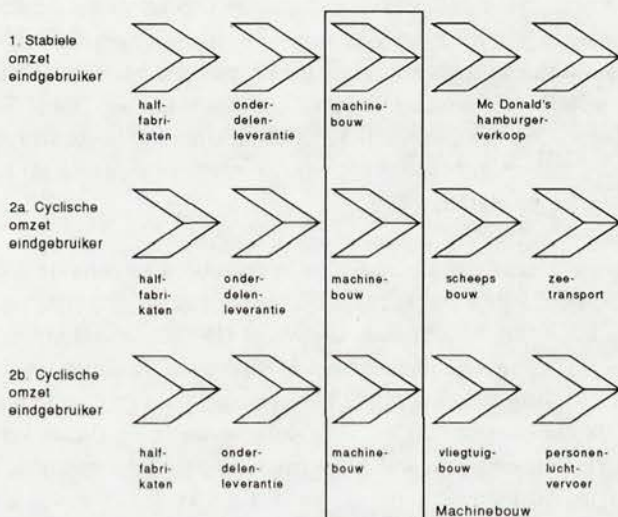 1. Stabiele
omzet
eindgebruiker
half-
fabri-
katen
onder-
delen-
leverantie
machine-
bouw
Mc Donald's
hamburger-
verkoop
2a. Cyclische
omzet
eindgebruiker
half-
fabri-
katen
onder-
delen-
leverantie
machine-
bouw
scheeps
bouw
zee-
transport
2b. Cyclische
omzet
eindgebruiker
half-
fabri-
katen
onder-
delen-
leverantie
machine-
bouw
vliegtuig-
bouw
personen-
lucht-
vervoer
Machinebouw